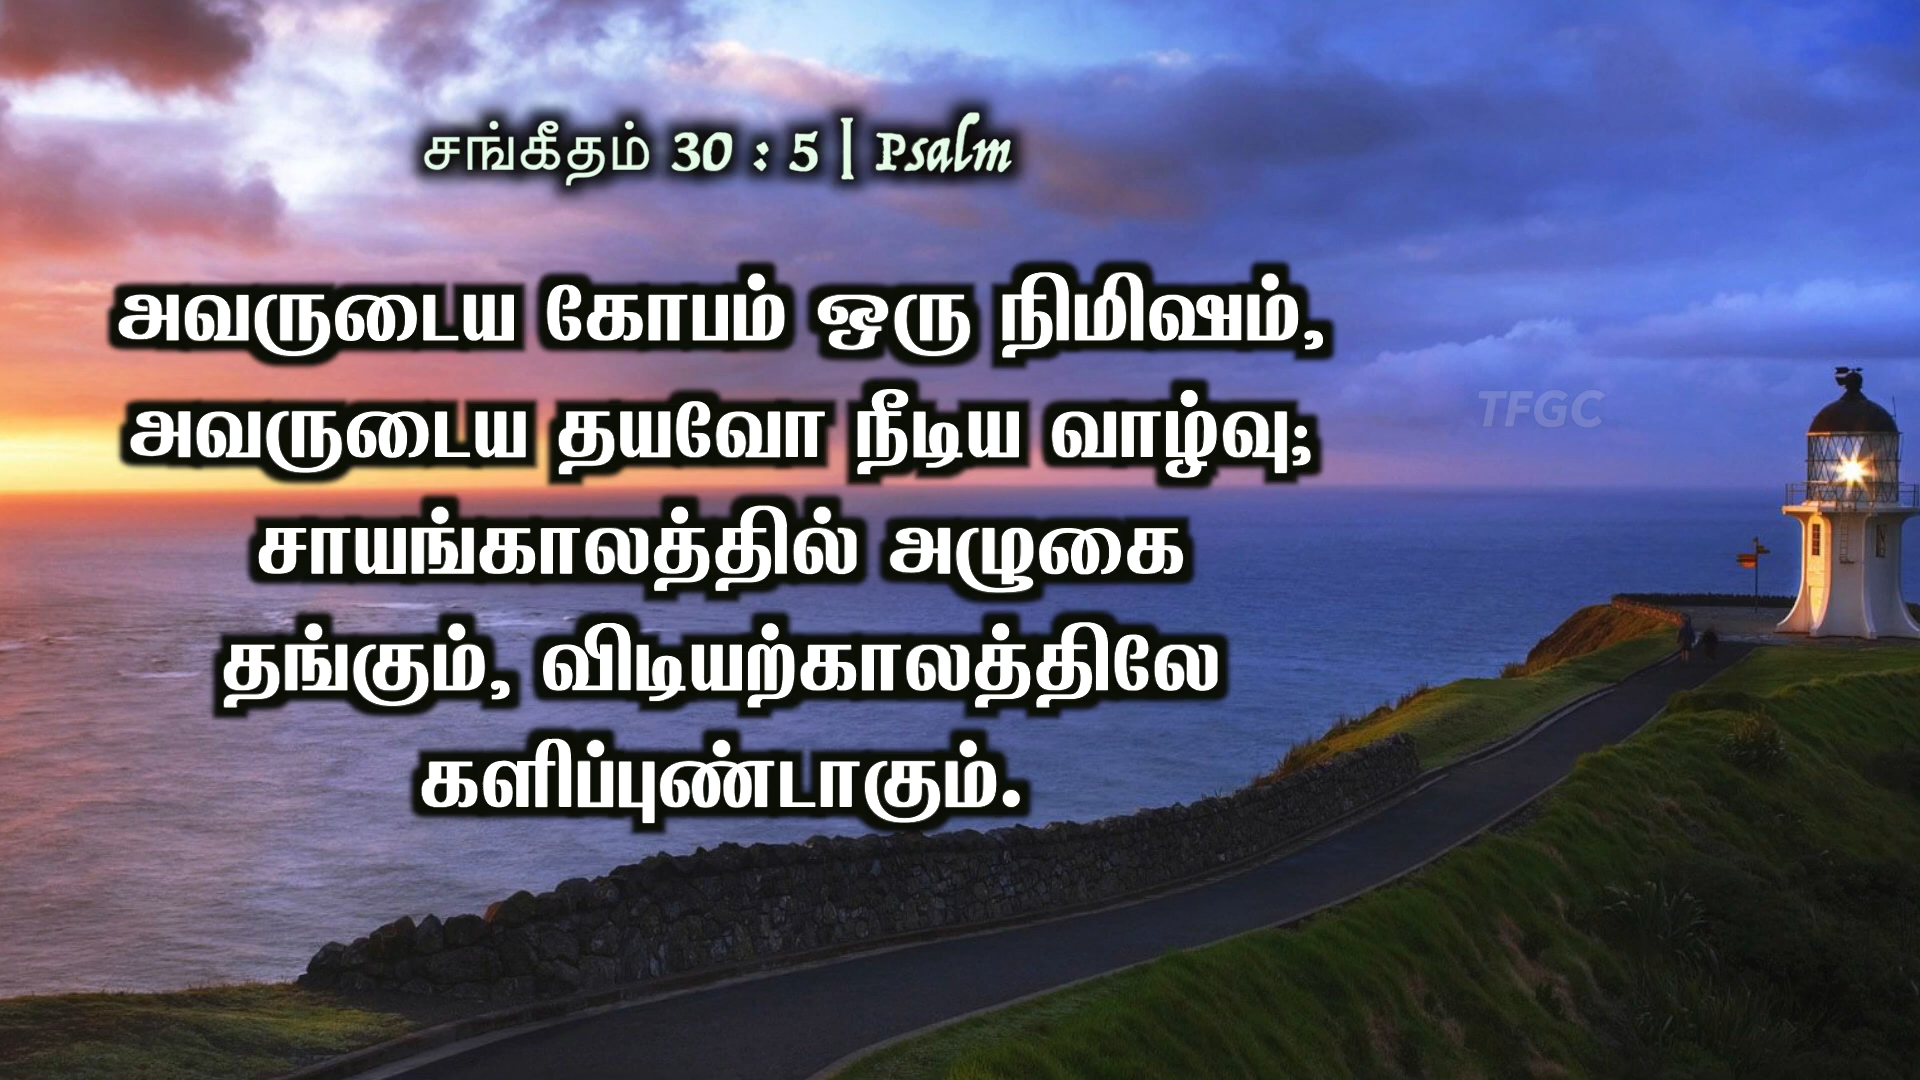 சங்கீதம் 30 : 5 | Psalm
அவருடைய கோபம் ஒரு நிமிஷம்,
அவருடைய தயவோ நீடிய வாழ்வு;
சாயங்காலத்தில் அழுகை
தங்கும், விடியற்காலத்திலே
களிப்புண்டாகும்.
TFGC